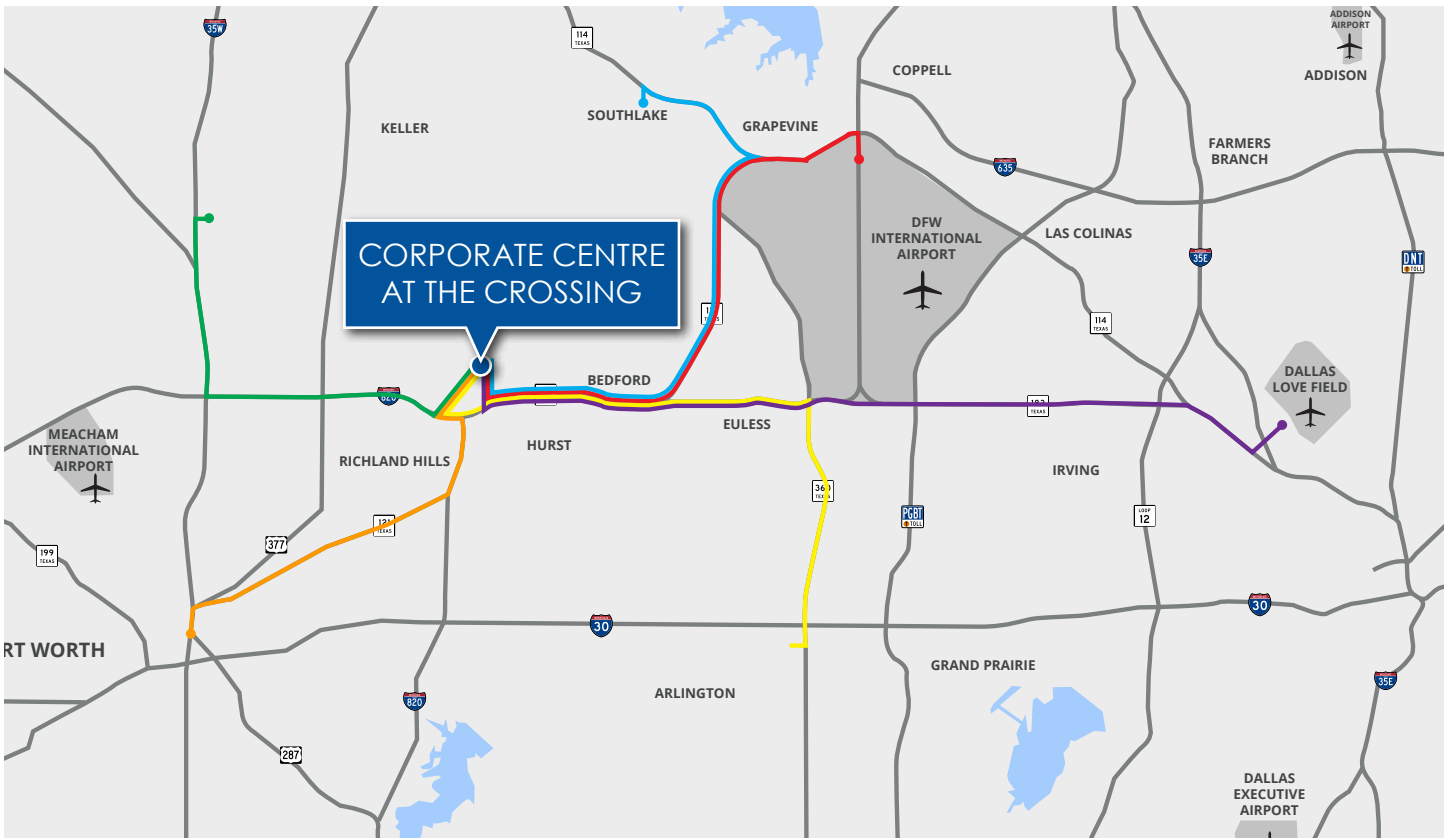 35W
114
TEXAS
ADDISON
AIRPORT
COPPELL
ADDISON
SOUTHLAKE
KELLER
GRAPEVINE
FARMERS
BRANCH
635
DFW
INTERNATIONAL
AIRPORT
LAS COLINAS
CORPORATE CENTRE
AT THE CROSSING
35E
DNT
TOLL
114
TEXAS
BEDFORD
820
DALLAS
LOVE FIELD
183
TEXAS
EULESS
MEACHAM
INTERNATIONAL
AIRPORT
HURST
RICHLAND HILLS
IRVING
360
TEXAS
121
TEXAS
PGBT
TOLL
LOOP
12
377
199
TEXAS
30
30
RT WORTH
GRAND PRAIRIE
ARLINGTON
35E
820
287
DALLAS
EXECUTIVE
AIRPORT